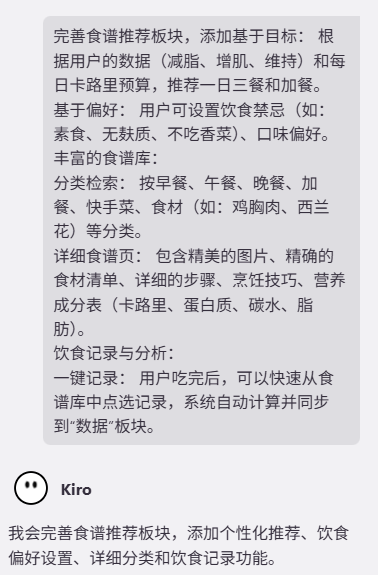 完善食谱推荐板块，添加基于目标： 根
据用户的数据（减脂、增肌、维持）和每
日卡路里预算，推荐一日三餐和加餐。
基于偏好： 用户可设置饮食禁忌（如：
素食、无麸质、不吃香菜）、口味偏好。
丰富的食谱库：
分类检索： 按早餐、午餐、晚餐、加
餐、快手菜、食材（如：鸡胸肉、西兰
花）等分类。
详细食谱页： 包含精美的图片、精确的
食材清单、详细的步骤、烹饪技巧、营养
成分表（卡路里、蛋白质、碳水、脂
肪）。
饮食记录与分析：
一键记录： 用户吃完后，可以快速从食
谱库中点选记录，系统自动计算并同步
到“数据”板块。
Kiro
我会完善食谱推荐板块，添加个性化推荐、饮食
偏好设置、详细分类和饮食记录功能。